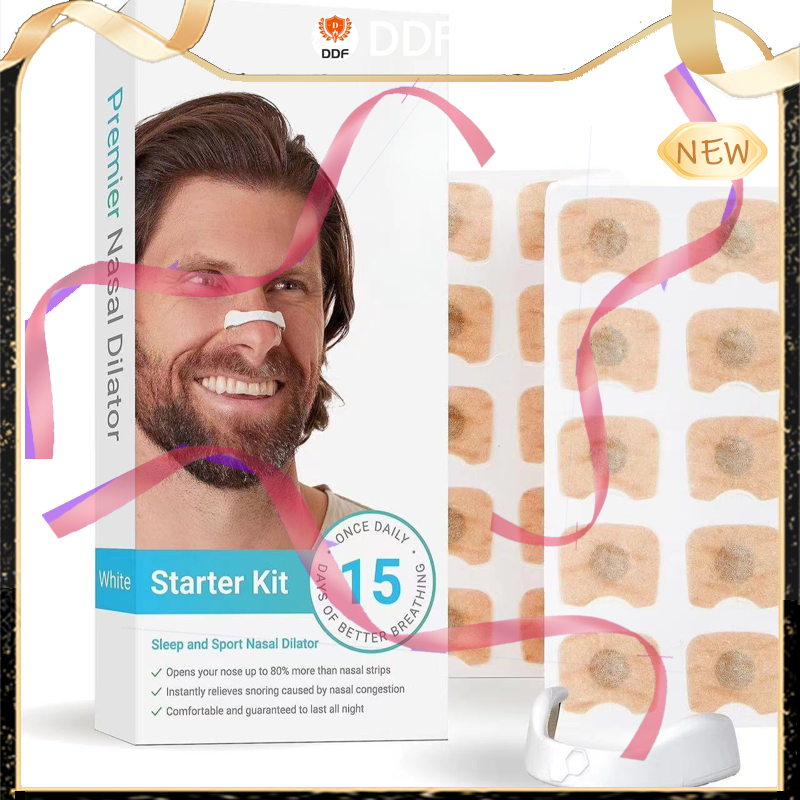 DDF
DDF
NEW
Premier Nasal Dilator
ONCE DAILY
15
DAYS OF BETTER BREATHING
White
Starter Kit
Sleep and Sport Nasal Dilator
Opens your nose up to 80% more than nasal strips
Instantly relieves snoring caused by nasal congestion
Comfortable and guaranteed to last all night